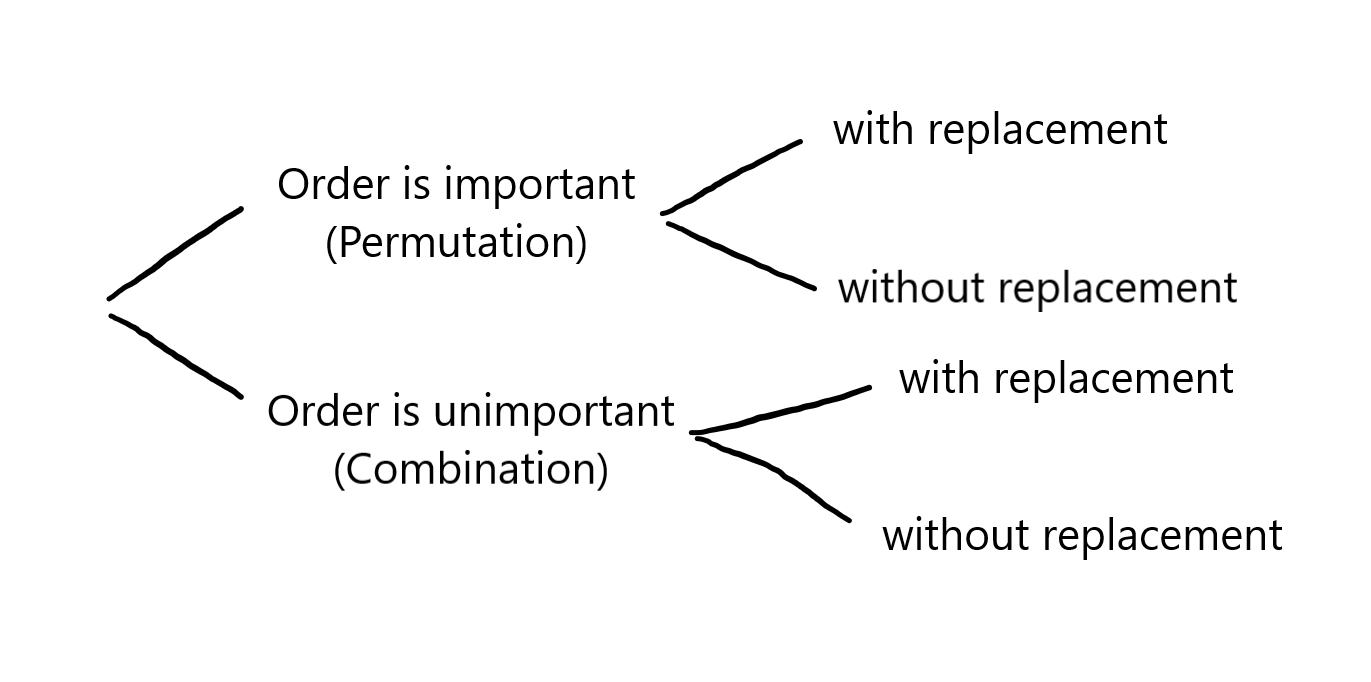 with replacement
Order is important
(Permutation)
without replacement
with replacement
Order is unimportant
(Combination)
without replacement